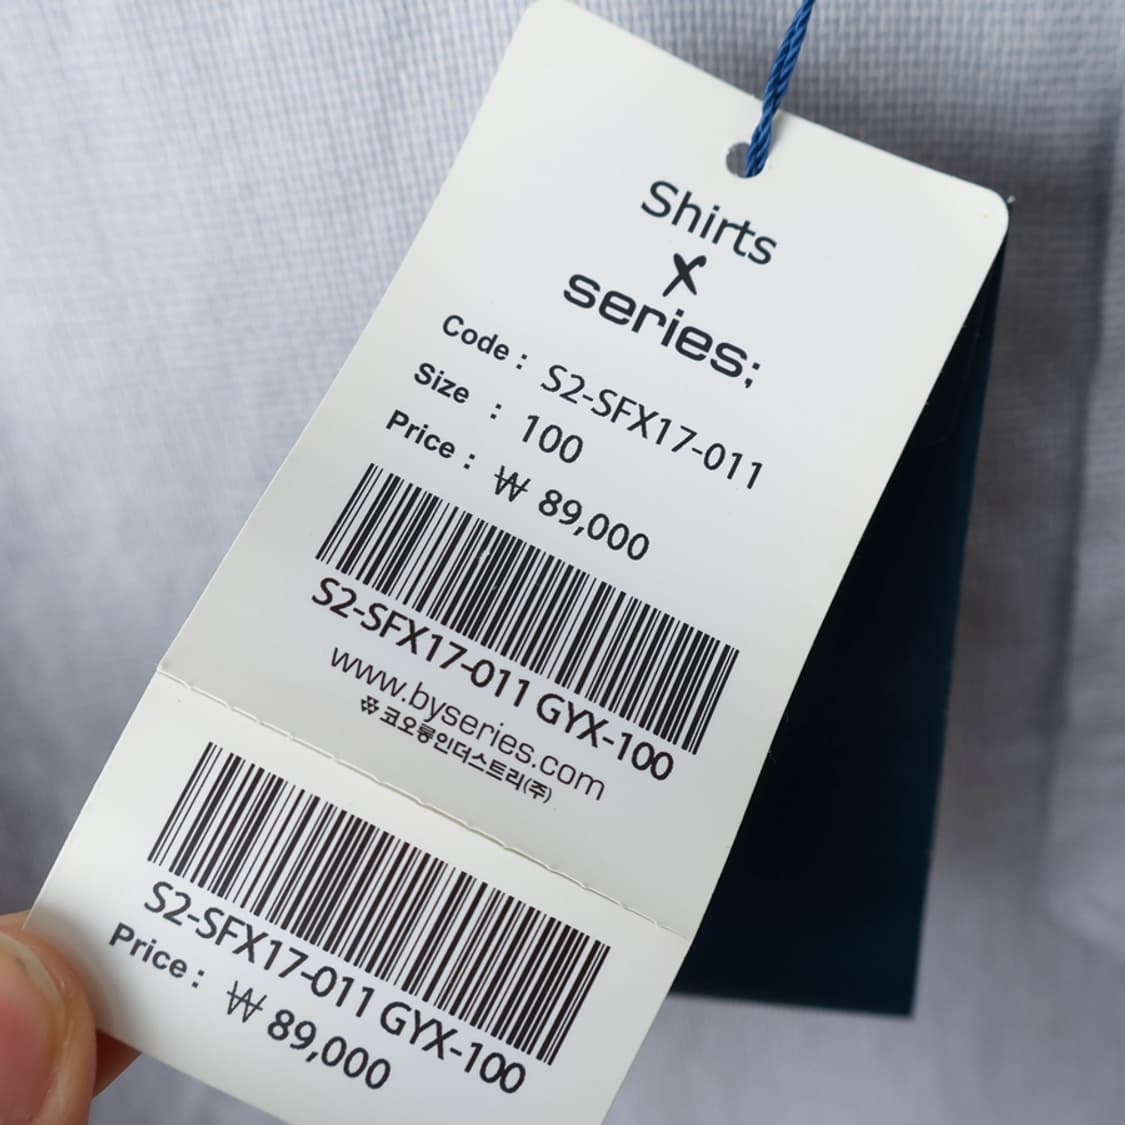 Shirts
X
series;
Code : S2-SFX17-011
Size : 100
Price : ₩ 89,000
S2-SFX17-011 GYX-100
www.byseries.com
코오롱인더스트리(주)
S2-SFX17-011 GYX-100
Price : ₩ 89,000